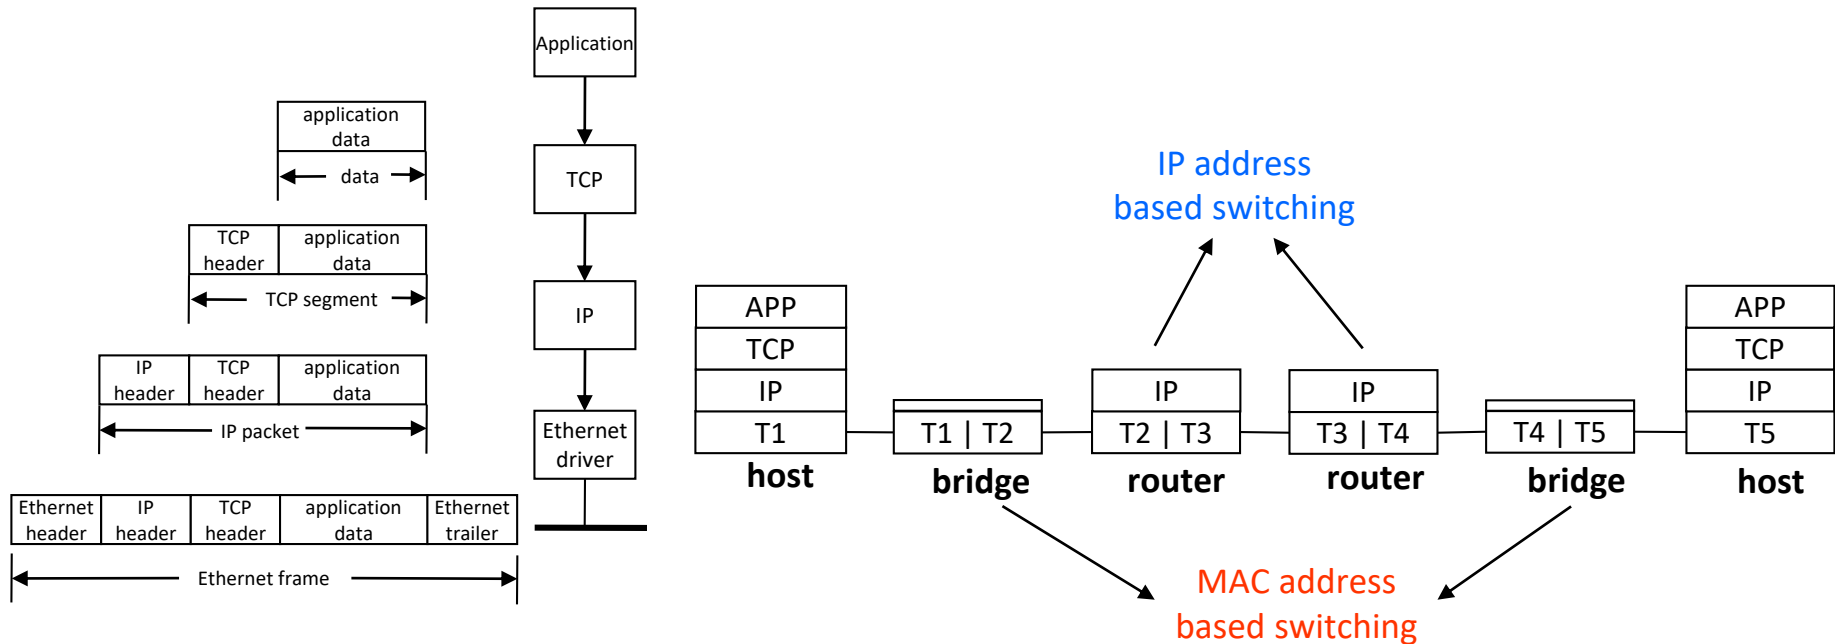 Application
application
data
data
TCP
TCP
header
application
data
TCP segment
IP
IP
header
TCP
header
application
data
IP packet
Ethernet
driver
Ethernet
header
IP
header
TCP
header
application
data
Ethernet
trailer
Ethernet frame
IP address
based switching
APP
TCP
IP
T1
host
T1 | T2
bridge
IP
T2 | T3
router
IP
T3 | T4
router
T4 | T5
bridge
APP
TCP
IP
T5
host
MAC address
based switching